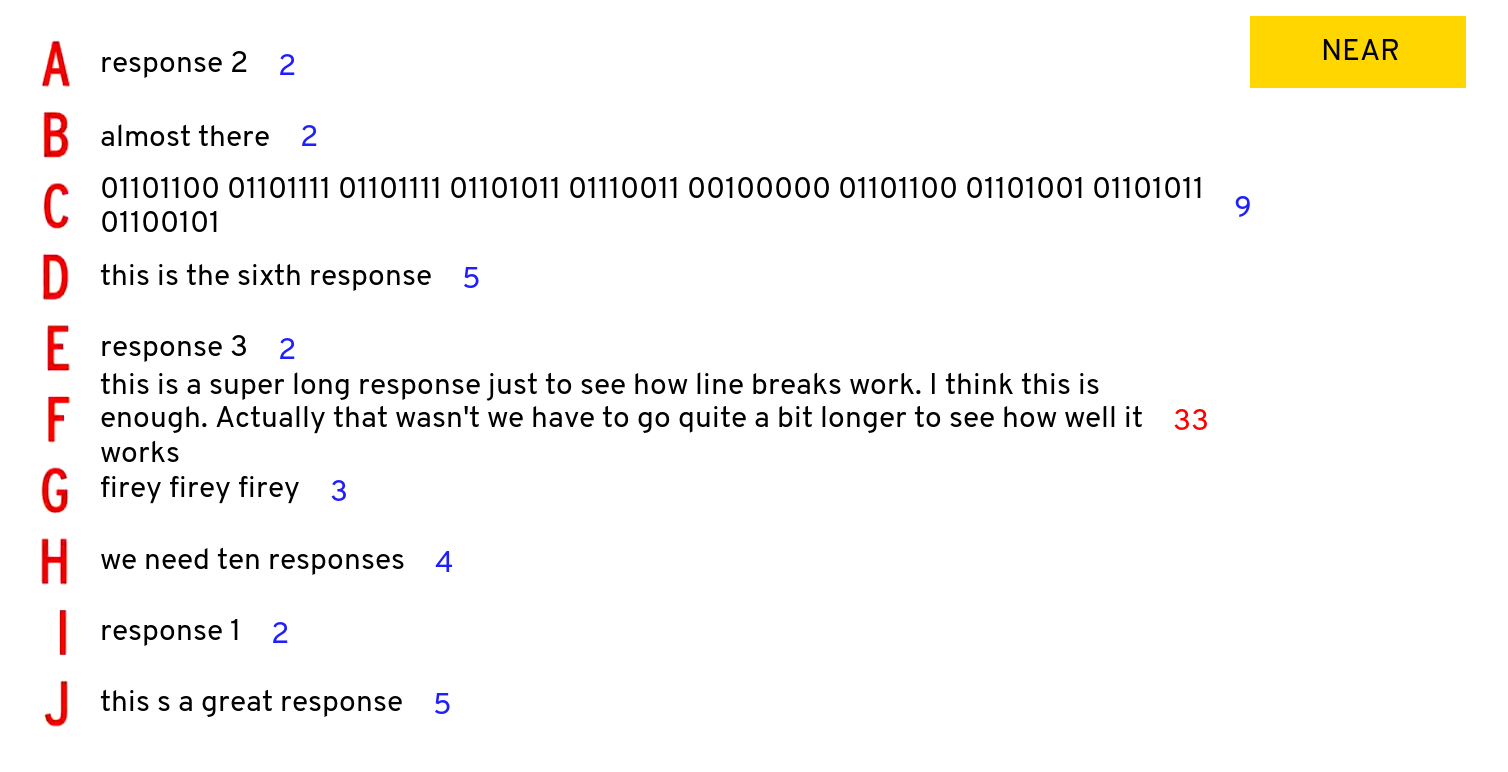 NEAR
A response 2 2
B almost there 2
C 01101100 01101111 01101111 01101011 01110011 00100000 01101100 01101001 01101011
01100101 9
D this is the sixth response 5
E response 3 2
this is a super long response just to see how line breaks work. I think this is
F enough. Actually that wasn't we have to go quite a bit longer to see how well it 33
works
G firey firey firey 3
H we need ten responses 4
I response 1 2
J this s a great response 5